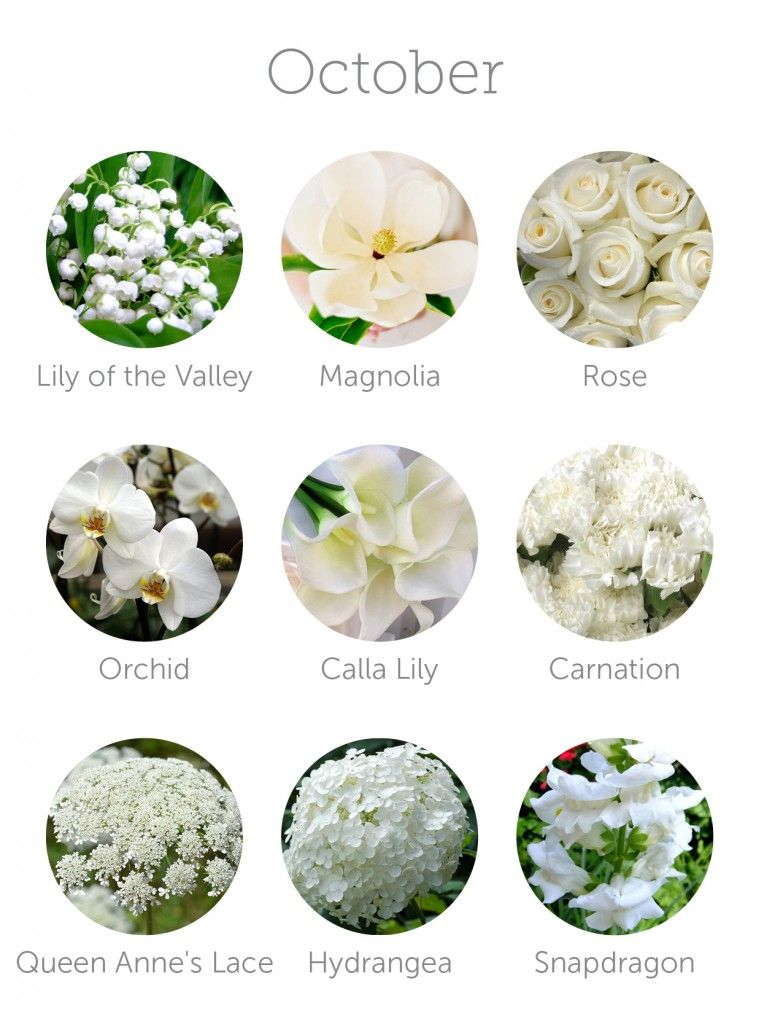 October
Lily of the Valley
Magnolia
Rose
Orchid
Calla Lily
Carnation
Queen Anne's Lace
Hydrangea
Snapdragon